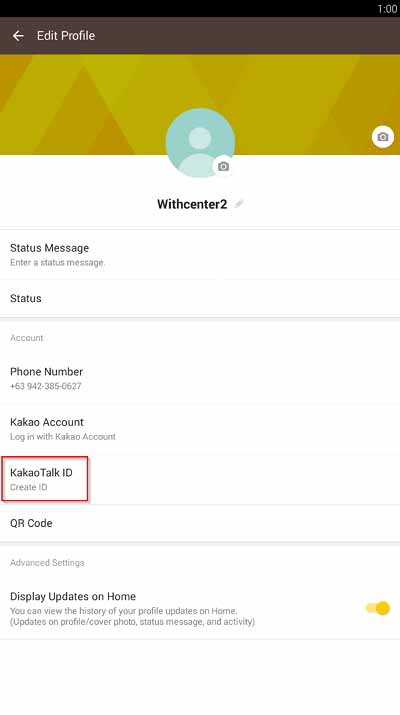 1:00
Edit Profile
Withcenter2
Status Message
Enter a status message.
Status
Account
Phone Number
+63 942-385-0627
Kakao Account
Log in with Kakao Account
KakaoTalk ID
Create ID
QR Code
Advanced Settings
Display Updates on Home
You can view the history of your profile updates on Home.
(Updates on profile/cover photo, status message, and activity)